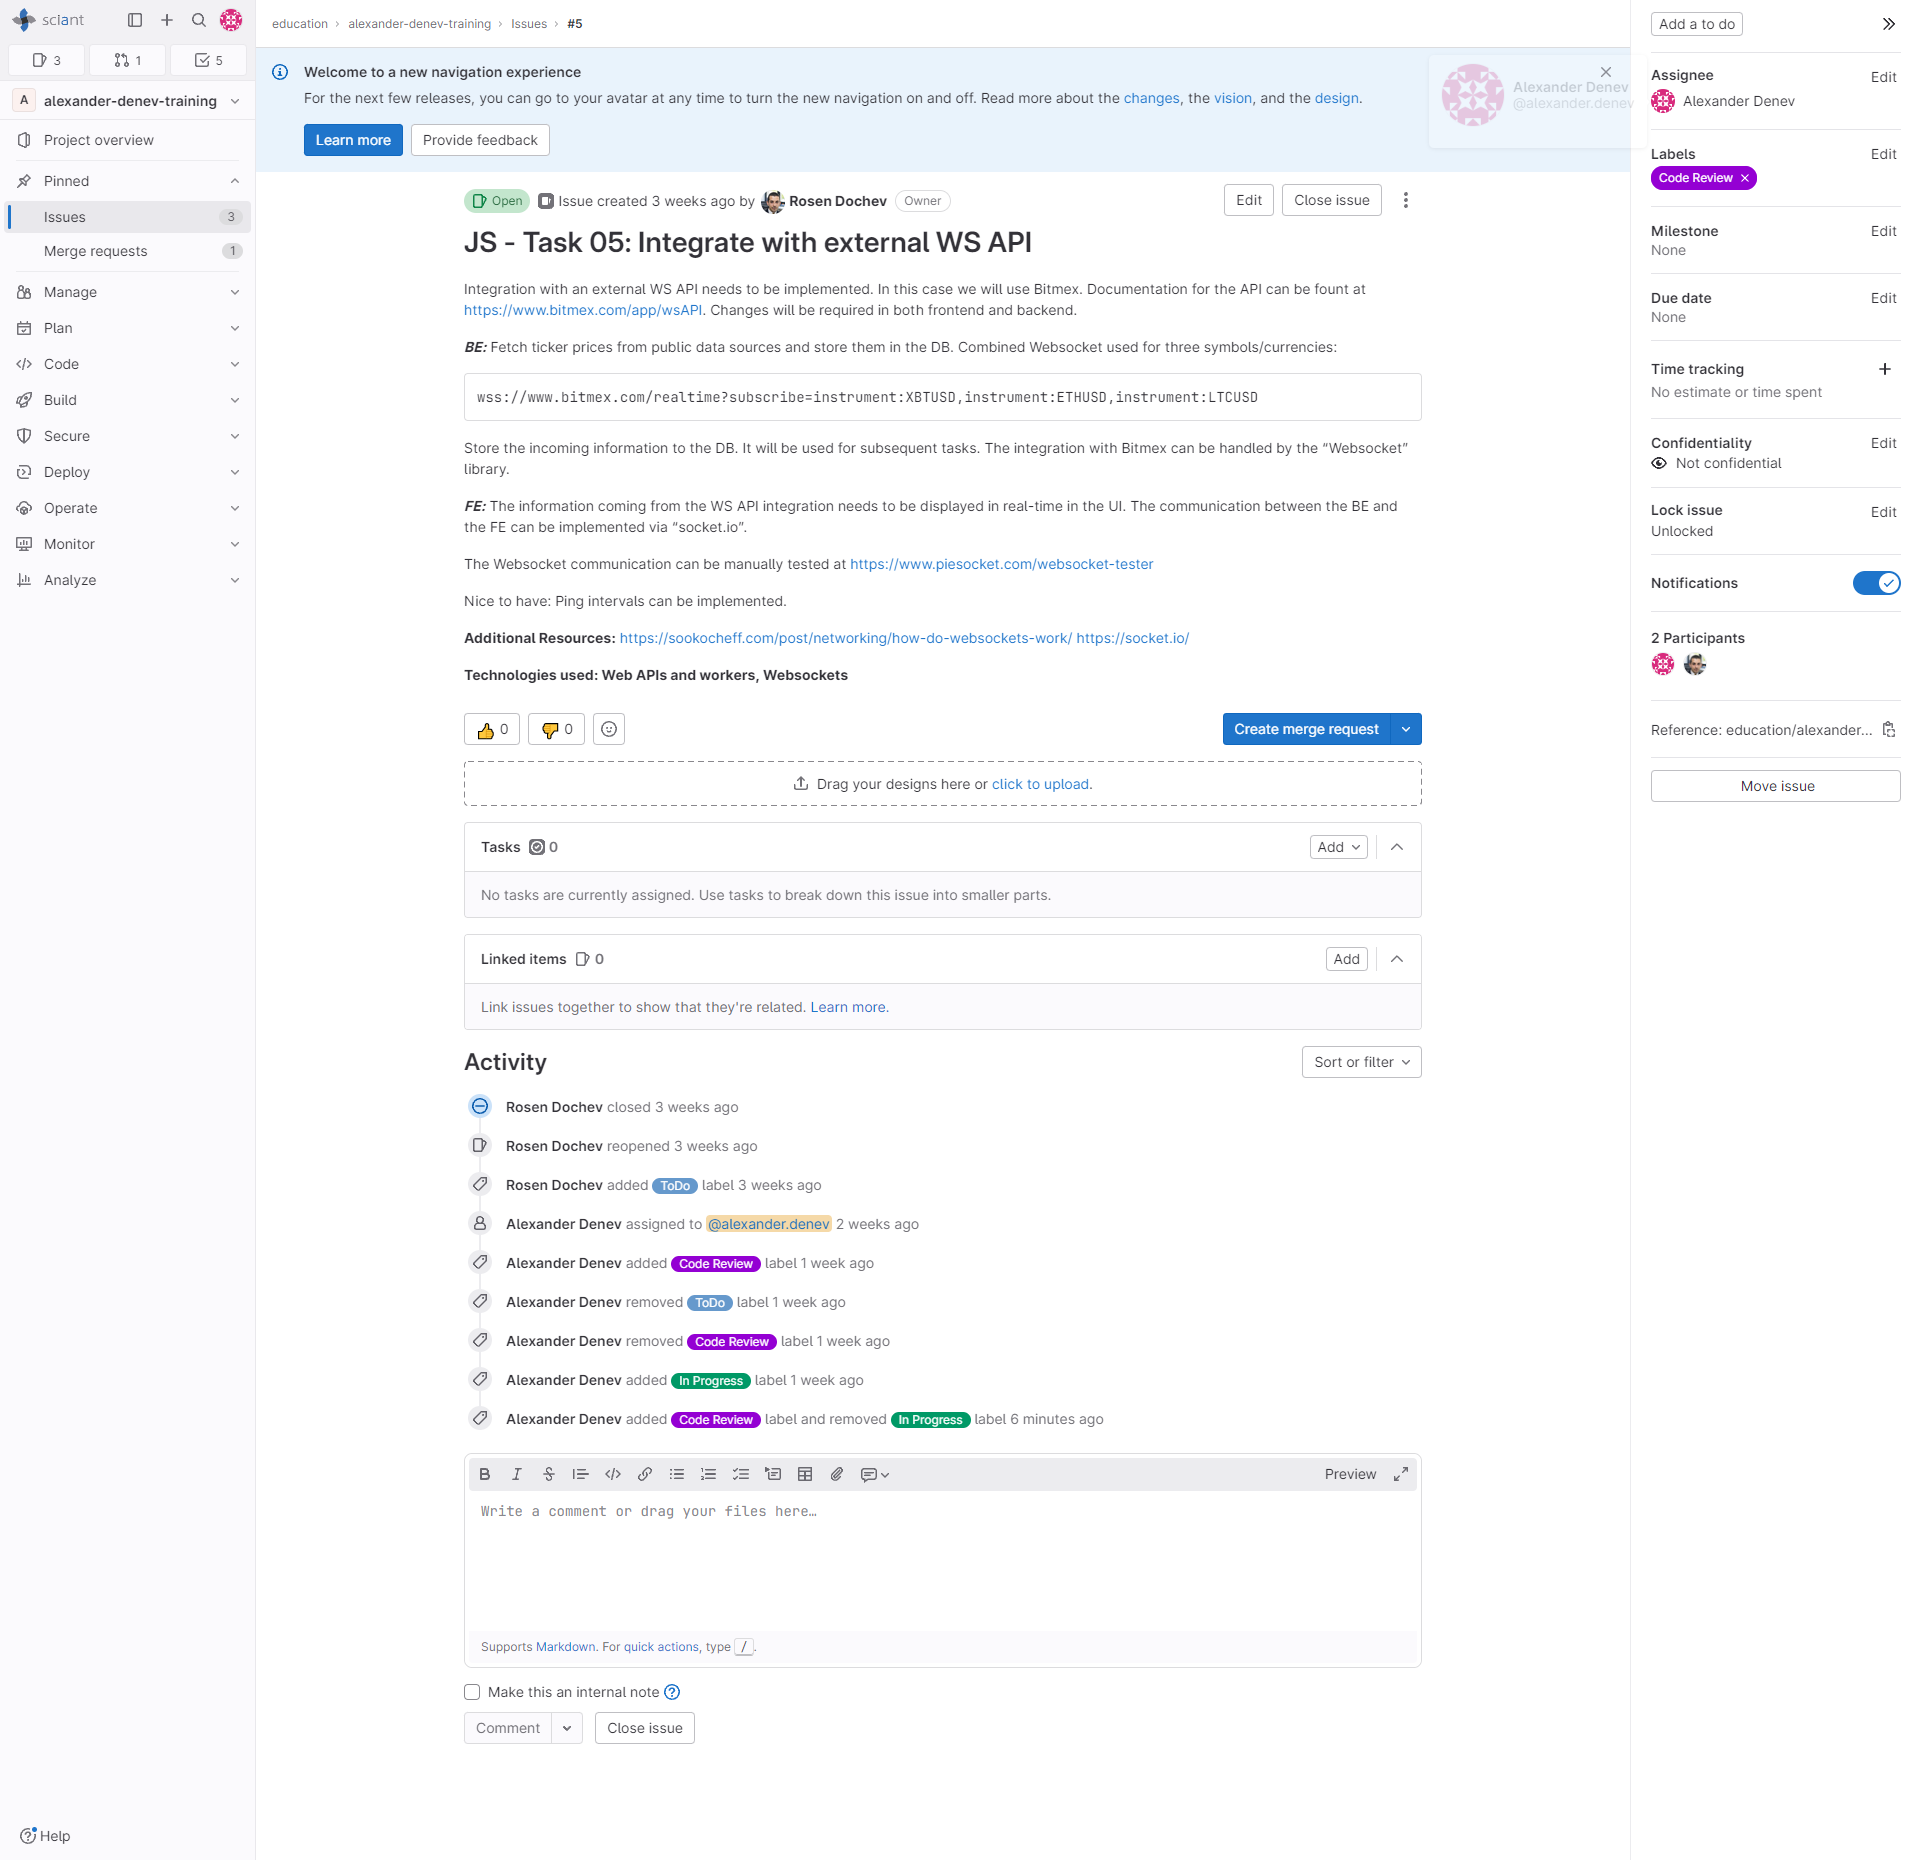 sciant
3
1
5
A alexander-denev-training
Project overview
Pinned
Issues 3
Merge requests 1
Manage
Plan
Code
Build
Secure
Deploy
Operate
Monitor
Analyze
Help
education › alexander-denev-training › Issues › #5
Welcome to a new navigation experience
For the next few releases, you can go to your avatar at any time to turn the new navigation on and off. Read more about the changes, the vision, and the design.
Learn more Provide feedback
Alexander Denev
@alexander.denev
Open Issue created 3 weeks ago by Rosen Dochev Owner
Edit Close issue
JS - Task 05: Integrate with external WS API
Integration with an external WS API needs to be implemented. In this case we will use Bitmex. Documentation for the API can be fount at
https://www.bitmex.com/app/wsAPI. Changes will be required in both frontend and backend.
BE: Fetch ticker prices from public data sources and store them in the DB. Combined Websocket used for three symbols/currencies:
wss://www.bitmex.com/realtime?subscribe=instrument:XBTUSD,instrument:ETHUSD,instrument:LTCUSD
Store the incoming information to the DB. It will be used for subsequent tasks. The integration with Bitmex can be handled by the “Websocket”
library.
FE: The information coming from the WS API integration needs to be displayed in real-time in the UI. The communication between the BE and
the FE can be implemented via “socket.io”.
The Websocket communication can be manually tested at https://www.piesocket.com/websocket-tester
Nice to have: Ping intervals can be implemented.
Additional Resources: https://sookocheff.com/post/networking/how-do-websockets-work/ https://socket.io/
Technologies used: Web APIs and workers, Websockets
0 0
Create merge request
Drag your designs here or click to upload.
Tasks 0 Add
No tasks are currently assigned. Use tasks to break down this issue into smaller parts.
Linked items 0 Add
Link issues together to show that they're related. Learn more.
Activity Sort or filter
Rosen Dochev closed 3 weeks ago
Rosen Dochev reopened 3 weeks ago
Rosen Dochev added ToDo label 3 weeks ago
Alexander Denev assigned to @alexander.denev 2 weeks ago
Alexander Denev added Code Review label 1 week ago
Alexander Denev removed ToDo label 1 week ago
Alexander Denev removed Code Review label 1 week ago
Alexander Denev added In Progress label 1 week ago
Alexander Denev added Code Review label and removed In Progress label 6 minutes ago
Preview
Write a comment or drag your files here…
Supports Markdown. For quick actions, type /.
Make this an internal note
Comment Close issue
Add a to do
Assignee Edit
Alexander Denev
Labels Edit
Code Review
Milestone Edit
None
Due date Edit
None
Time tracking
No estimate or time spent
Confidentiality Edit
Not confidential
Lock issue Edit
Unlocked
Notifications
2 Participants
Reference: education/alexander...
Move issue